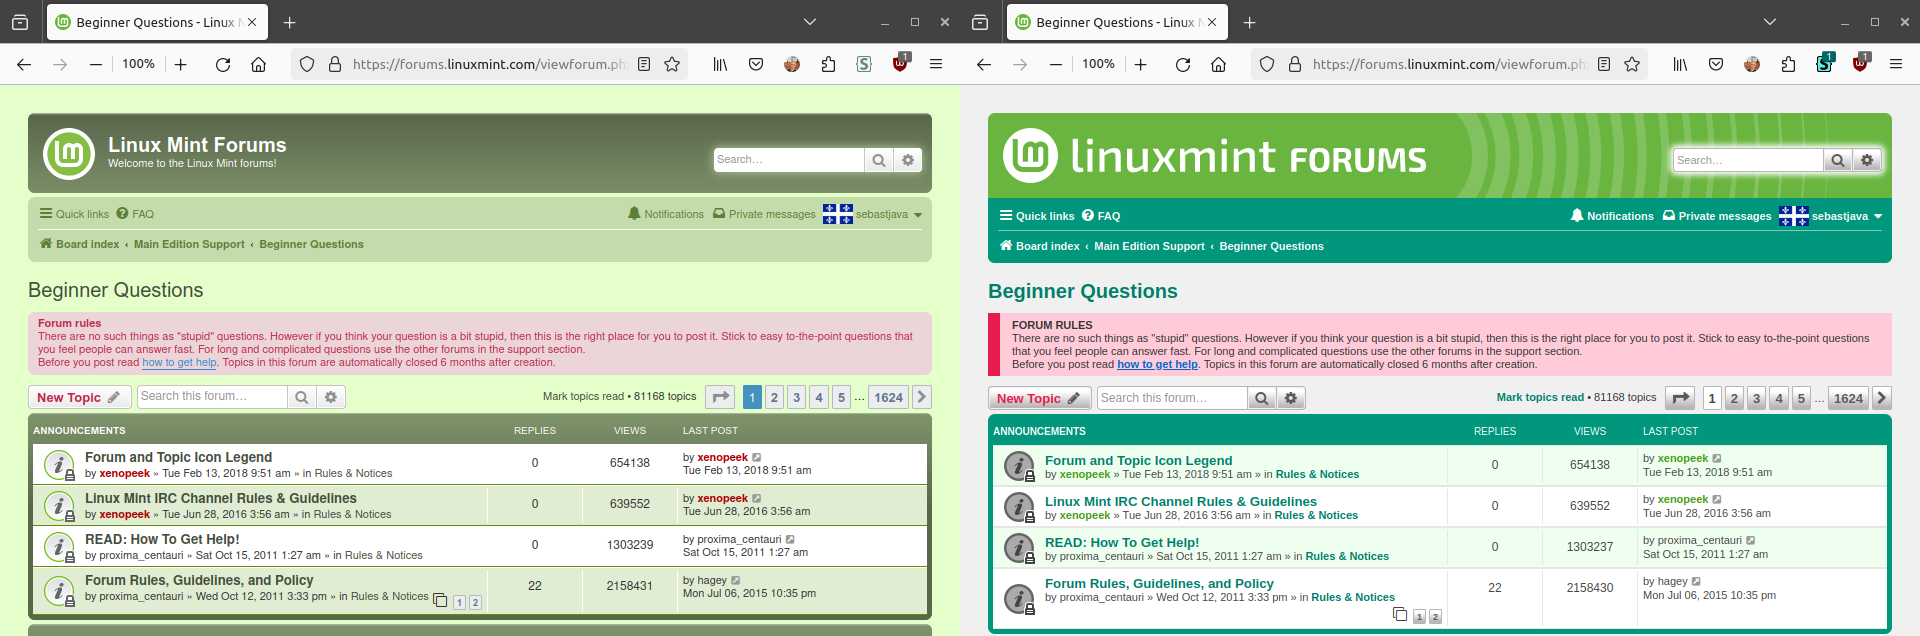 Beginner Questions - Linux M
100%
https://forums.linuxmint.com/viewforum.ph
1
Linux Mint Forums
Welcome to the Linux Mint forums!
Search…
Quick links FAQ
Notifications Private messages sebastjava
Board index ‹ Main Edition Support ‹ Beginner Questions
Beginner Questions
Forum rules
There are no such things as "stupid" questions. However if you think your question is a bit stupid, then this is the right place for you to post it. Stick to easy to-the-point questions that
you feel people can answer fast. For long and complicated questions use the other forums in the support section.
Before you post read how to get help. Topics in this forum are automatically closed 6 months after creation.
New Topic Search this forum… Mark topics read • 81168 topics 1 2 3 4 5 … 1624
ANNOUNCEMENTS REPLIES VIEWS LAST POST
Forum and Topic Icon Legend 0 654138 by xenopeek
by xenopeek » Tue Feb 13, 2018 9:51 am » in Rules & Notices Tue Feb 13, 2018 9:51 am
Linux Mint IRC Channel Rules & Guidelines 0 639552 by xenopeek
by xenopeek » Tue Jun 28, 2016 3:56 am » in Rules & Notices Tue Jun 28, 2016 3:56 am
READ: How To Get Help! 0 1303239 by proxima_centauri
by proxima_centauri » Sat Oct 15, 2011 1:27 am » in Rules & Notices Sat Oct 15, 2011 1:27 am
Forum Rules, Guidelines, and Policy 22 2158431 by hagey
by proxima_centauri » Wed Oct 12, 2011 3:33 pm » in Rules & Notices 1 2 Mon Jul 06, 2015 10:35 pm
Beginner Questions - Linux M
100%
https://forums.linuxmint.com/viewforum.ph
1 1
linuxmint FORUMS
Search…
Quick links FAQ
Notifications Private messages sebastjava
Board index ‹ Main Edition Support ‹ Beginner Questions
Beginner Questions
FORUM RULES
There are no such things as "stupid" questions. However if you think your question is a bit stupid, then this is the right place for you to post it. Stick to easy to-the-point questions
that you feel people can answer fast. For long and complicated questions use the other forums in the support section.
Before you post read how to get help. Topics in this forum are automatically closed 6 months after creation.
New Topic Search this forum… Mark topics read • 81168 topics 1 2 3 4 5 … 1624
ANNOUNCEMENTS REPLIES VIEWS LAST POST
Forum and Topic Icon Legend 0 654138 by xenopeek
by xenopeek » Tue Feb 13, 2018 9:51 am » in Rules & Notices Tue Feb 13, 2018 9:51 am
Linux Mint IRC Channel Rules & Guidelines 0 639552 by xenopeek
by xenopeek » Tue Jun 28, 2016 3:56 am » in Rules & Notices Tue Jun 28, 2016 3:56 am
READ: How To Get Help! 0 1303237 by proxima_centauri
by proxima_centauri » Sat Oct 15, 2011 1:27 am » in Rules & Notices Sat Oct 15, 2011 1:27 am
Forum Rules, Guidelines, and Policy 22 2158430 by hagey
by proxima_centauri » Wed Oct 12, 2011 3:33 pm » in Rules & Notices Mon Jul 06, 2015 10:35 pm
1 2